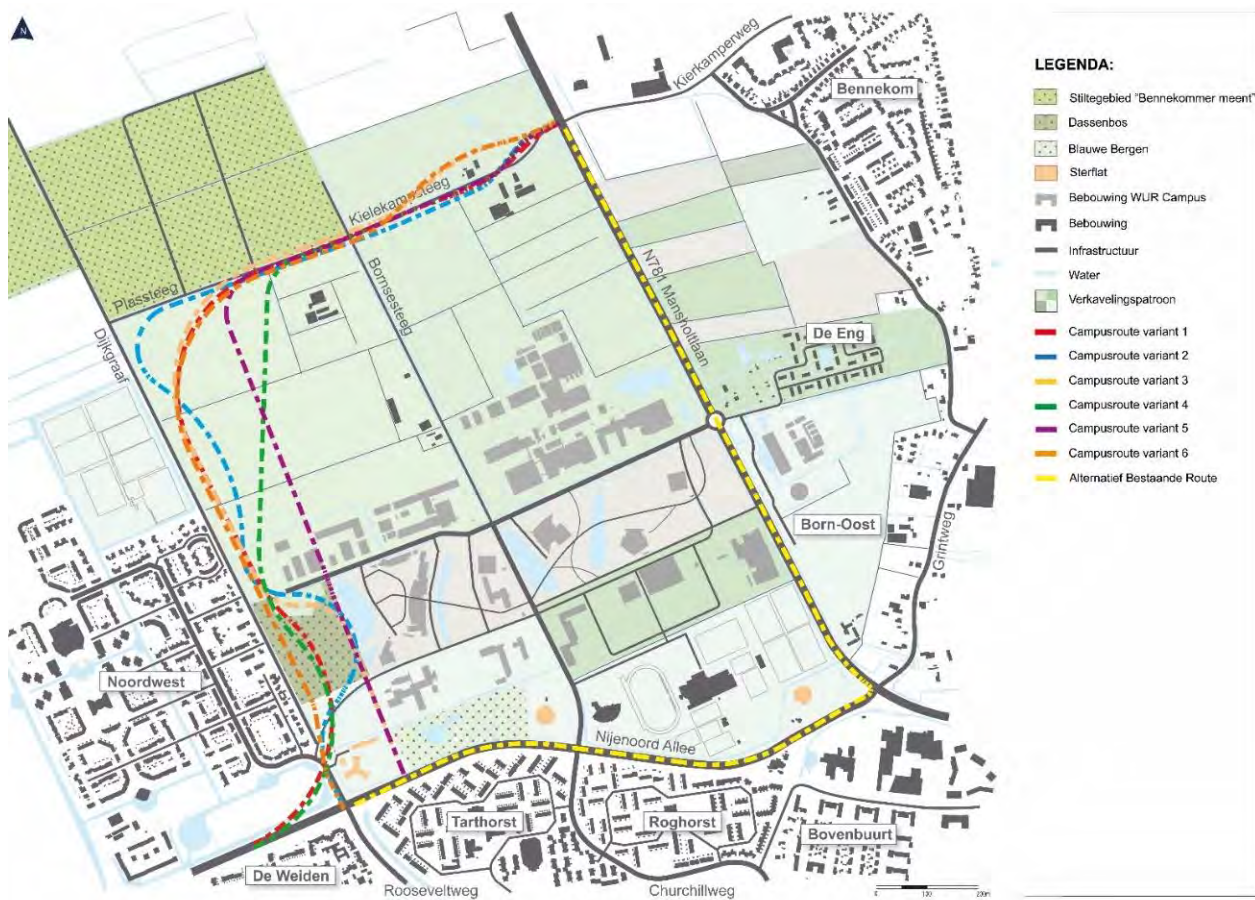 N
Kierkamperweg
Bennekom
Kielekampsteeg
Plassteeg
Bornsesteeg
N781 Mansholtlaan
Dijkgraaf
De Eng
Born-Oost
Grintweg
Noordwest
Nijenoord Allee
Tarthorst
Roghorst
Bovenbuurt
De Weiden
Rooseveltweg
Churchillweg
0 100 200m
LEGENDA:
Stiltegebied "Bennekommer meent"
Dassenbos
Blauwe Bergen
Sterflat
Bebouwing WUR Campus
Bebouwing
Infrastructuur
Water
Verkavelingspatroon
Campusroute variant 1
Campusroute variant 2
Campusroute variant 3
Campusroute variant 4
Campusroute variant 5
Campusroute variant 6
Alternatief Bestaande Route